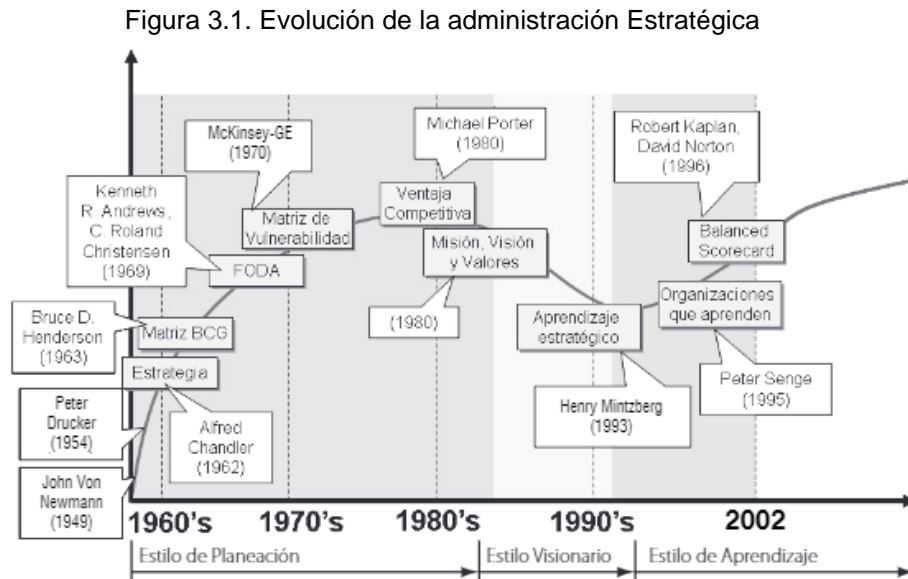 Figura 3.1. Evolución de la administración Estratégica
McKinsey-GE
(1970)
Michael Porter
(1980)
Robert Kaplan,
David Norton
(1996)
Kenneth
R. Andrews,
C. Roland
Christensen
(1969)
Matriz de
Vulnerabilidad
Ventaja
Competitiva
Misión, Visión
y Valores
Balanced
Scorecard
FODA
Bruce D.
Henderson
(1963)
Matriz BCG
(1980)
Aprendizaje
estratégico
Organizaciones
que aprenden
Estrategia
Peter
Drucker
(1954)
Alfred
Chandler
(1962)
Henry Mintzberg
(1993)
Peter Senge
(1995)
John Von
Newmann
(1949)
1960's
1970's
1980's
1990's
2002
Estilo de Planeación
Estilo Visionario
Estilo de Aprendizaje